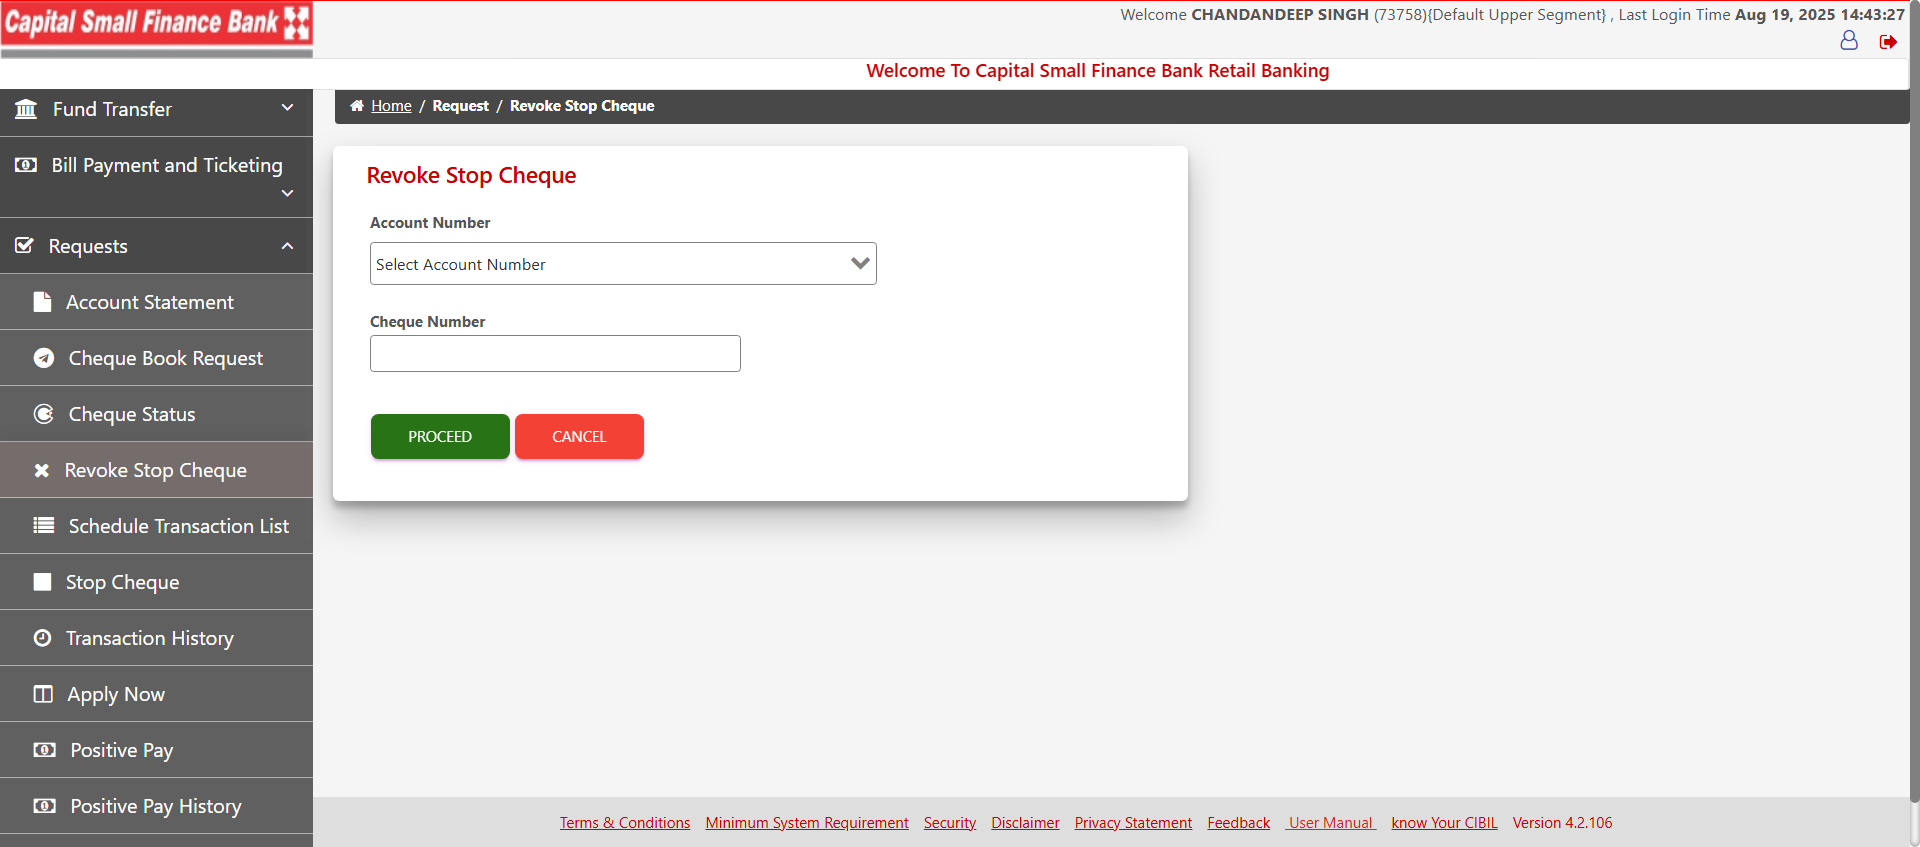 Capital Small Finance Bank
Welcome CHANDANDEEP SINGH (73758){Default Upper Segment} , Last Login Time Aug 19, 2025 14:43:27
Welcome To Capital Small Finance Bank Retail Banking
Fund Transfer
Bill Payment and Ticketing
Requests
Account Statement
Cheque Book Request
Cheque Status
Revoke Stop Cheque
Schedule Transaction List
Stop Cheque
Transaction History
Apply Now
Positive Pay
Positive Pay History
Home / Request / Revoke Stop Cheque
Revoke Stop Cheque
Account Number
Select Account Number
Cheque Number
PROCEED CANCEL
Terms & Conditions Minimum System Requirement Security Disclaimer Privacy Statement Feedback User Manual know Your CIBIL Version 4.2.106